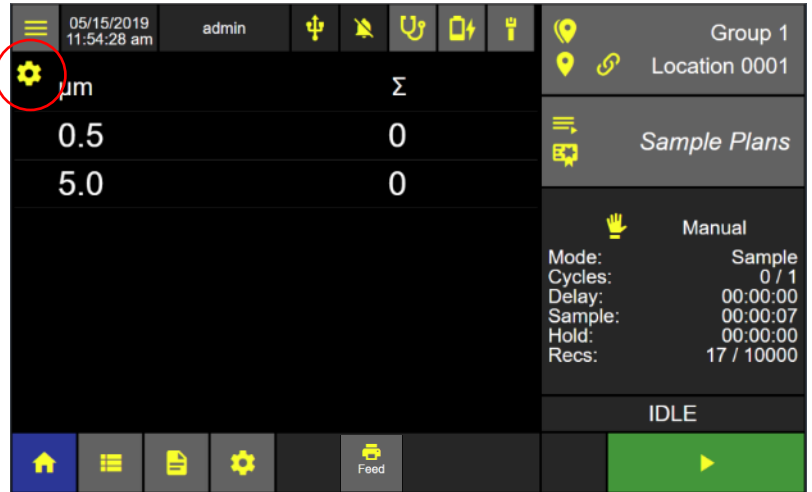 05/15/2019
11:54:28 am
admin
Group 1
Location 0001
µm Σ
0.5 0
5.0 0
Sample Plans
Manual
Mode: Sample
Cycles: 0 / 1
Delay: 00:00:00
Sample: 00:00:07
Hold: 00:00:00
Recs: 17 / 10000
IDLE
Feed